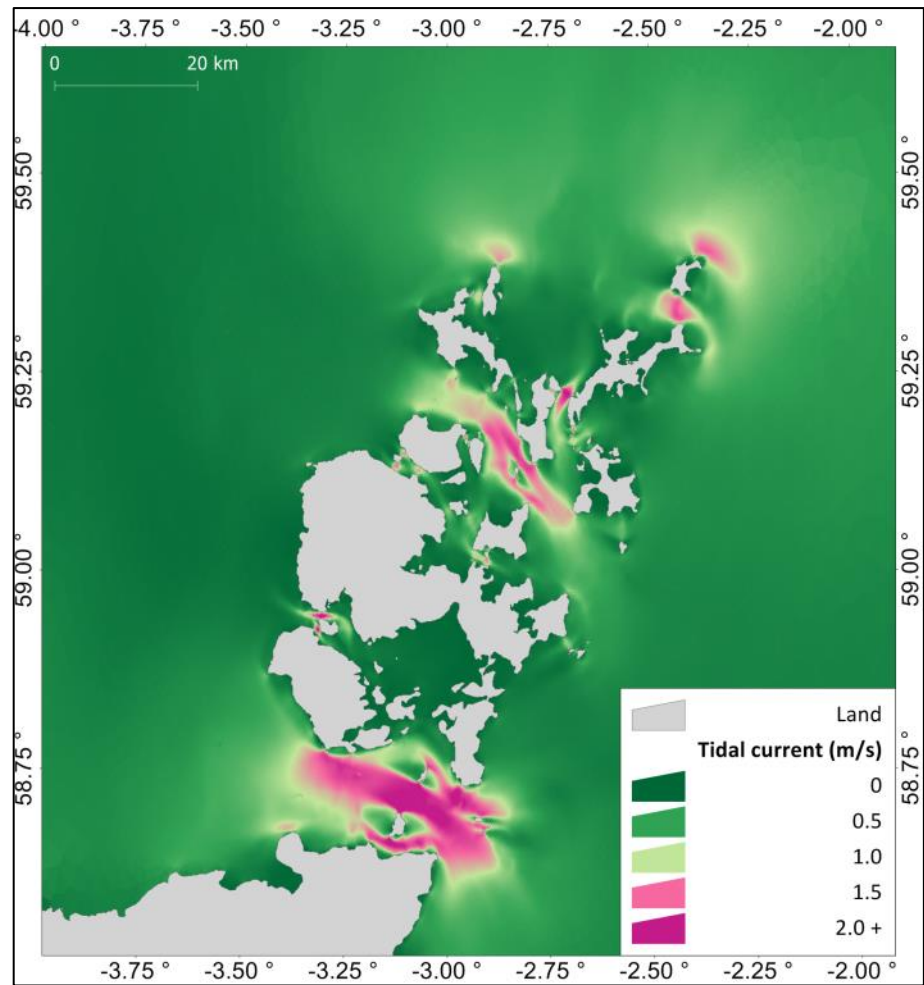 -4.00 ° -3.75 ° -3.50 ° -3.25 ° -3.00 ° -2.75 ° -2.50 ° -2.25 ° -2.00 °
0 20 km
59.50 ° 59.50 °
59.25 ° 59.25 °
59.00 ° 59.00 °
58.75 ° 58.75 °
Land
Tidal current (m/s)
0
0.5
1.0
1.5
2.0 +
-3.75 ° -3.50 ° -3.25 ° -3.00 ° -2.75 ° -2.50 ° -2.25 ° -2.00 °